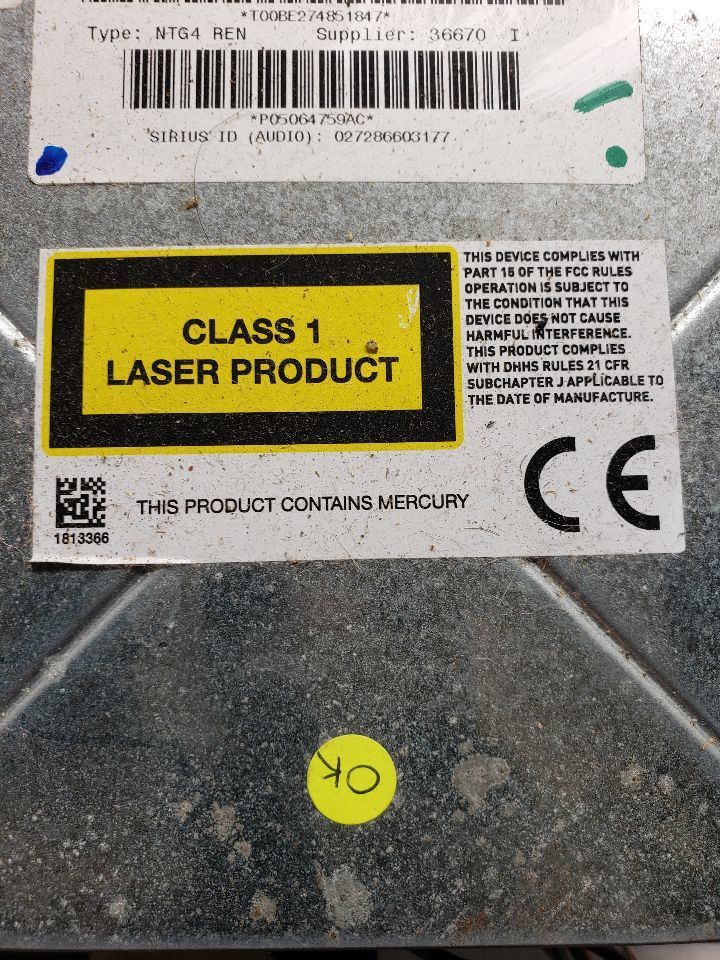 *T00BE274851847*
Type: NTG4 REN Supplier: 36670 I
*P05064759AC*
SIRIUS ID (AUDIO): 027286603177
CLASS 1
LASER PRODUCT
THIS DEVICE COMPLIES WITH
PART 15 OF THE FCC RULES
OPERATION IS SUBJECT TO
THE CONDITION THAT THIS
DEVICE DOES NOT CAUSE
HARMFUL INTERFERENCE.
THIS PRODUCT COMPLIES
WITH DHHS RULES 21 CFR
SUBCHAPTER J APPLICABLE TO
THE DATE OF MANUFACTURE.
1813366
THIS PRODUCT CONTAINS MERCURY
CE
OK